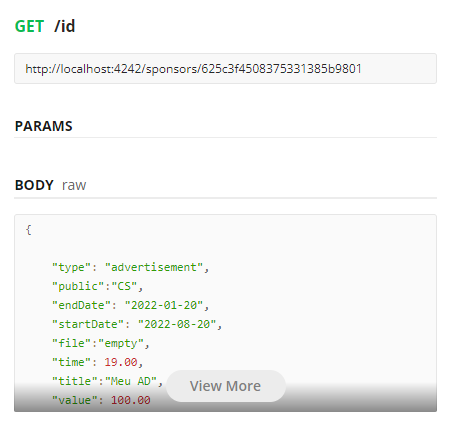 GET /id
http://localhost:4242/sponsors/625c3f4508375331385b9801
PARAMS
BODY raw
{
"type": "advertisement",
"public":"CS",
"endDate": "2022-01-20",
"startDate": "2022-08-20",
"file":"empty",
"time": 19.00,
"title":"Meu AD",
View More
"value": 100.00